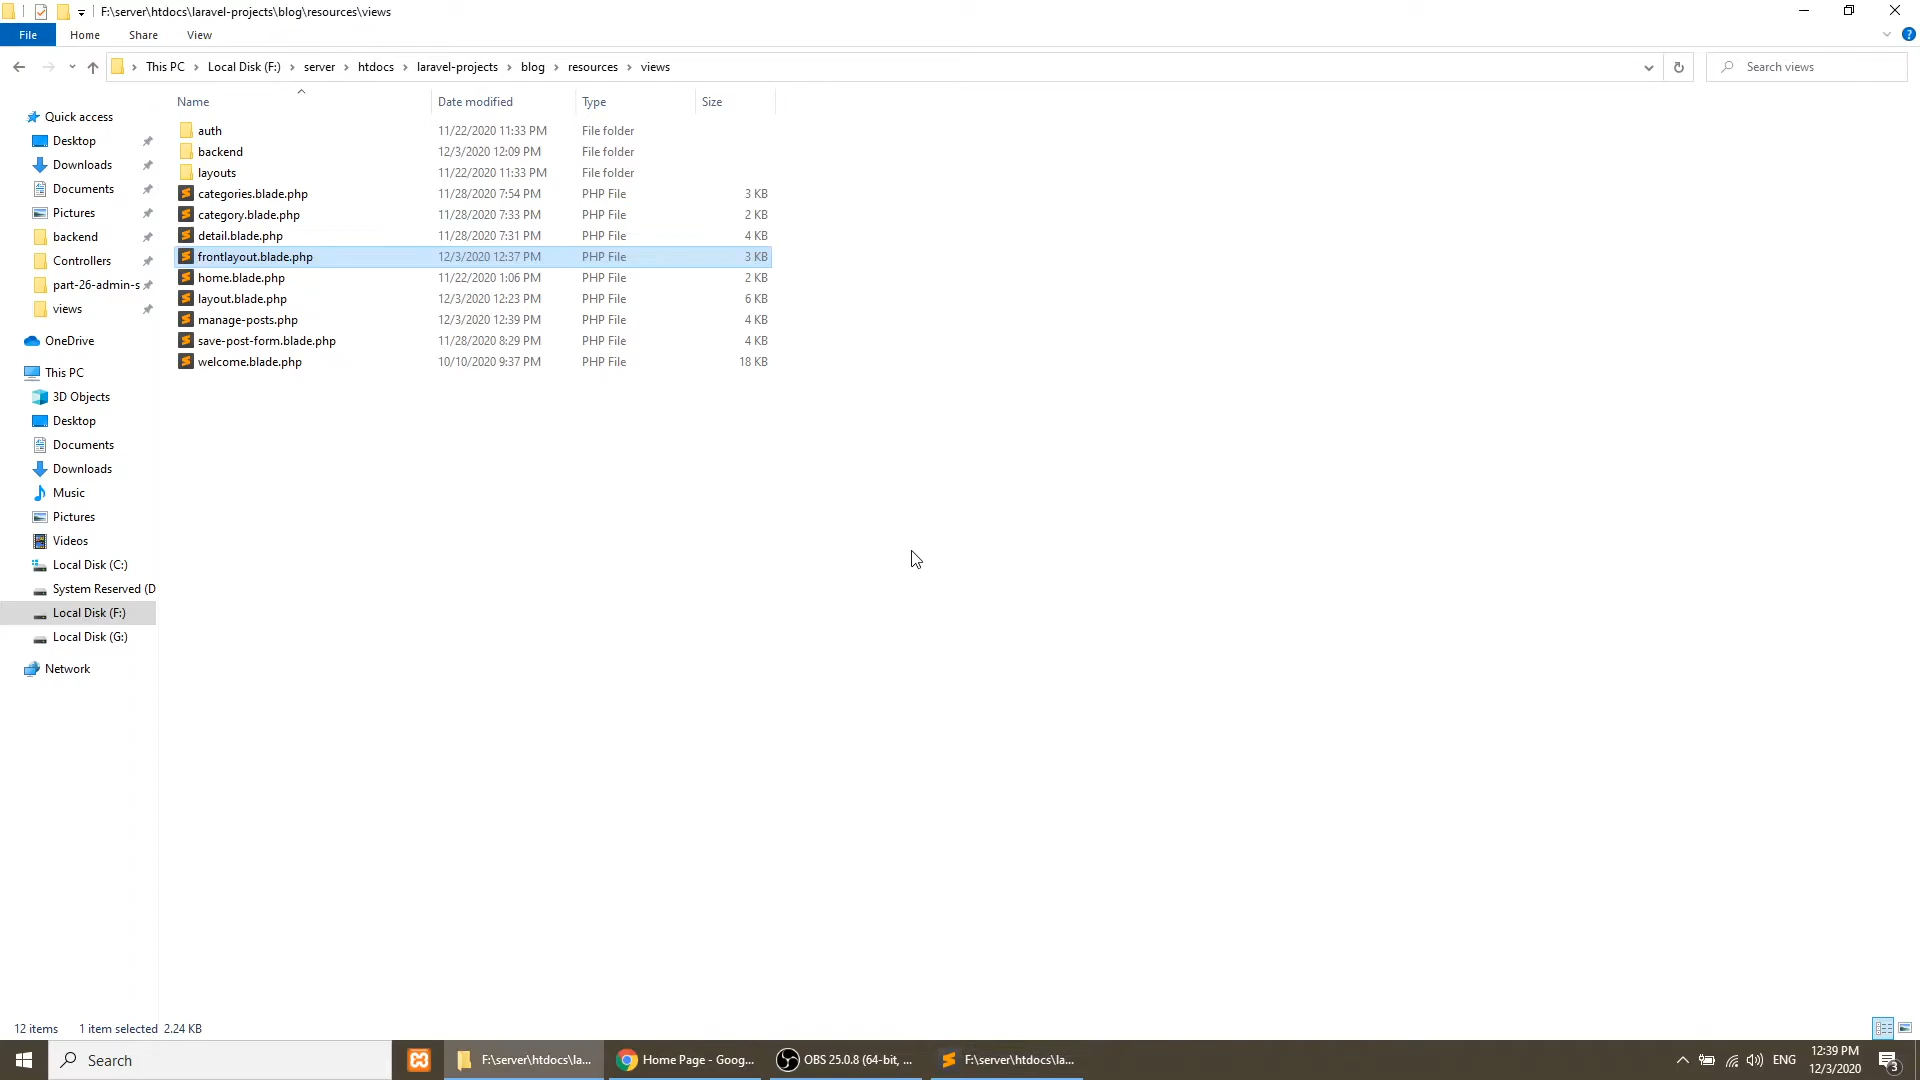 F:\server\htdocs\laravel-projects\blog\resources\views
File Home Share View
This PC Local Disk (F:) server htdocs laravel-projects blog resources views Search views
Name Date modified Type Size
Quick access
Desktop
Downloads
Documents
Pictures
backend
Controllers
part-26-admin-s
views
OneDrive
This PC
3D Objects
Desktop
Documents
Downloads
Music
Pictures
Videos
Local Disk (C:)
System Reserved (D
Local Disk (F:)
Local Disk (G:)
Network
auth 11/22/2020 11:33 PM File folder
backend 12/3/2020 12:09 PM File folder
layouts 11/22/2020 11:33 PM File folder
categories.blade.php 11/28/2020 7:54 PM PHP File 3 KB
category.blade.php 11/28/2020 7:33 PM PHP File 2 KB
detail.blade.php 11/28/2020 7:31 PM PHP File 4 KB
frontlayout.blade.php 12/3/2020 12:37 PM PHP File 3 KB
home.blade.php 11/22/2020 1:06 PM PHP File 2 KB
layout.blade.php 12/3/2020 12:23 PM PHP File 6 KB
manage-posts.php 12/3/2020 12:39 PM PHP File 4 KB
save-post-form.blade.php 11/28/2020 8:29 PM PHP File 4 KB
welcome.blade.php 10/10/2020 9:37 PM PHP File 18 KB
12 items 1 item selected 2.24 KB
Search F:\server\htdocs\la... Home Page - Goog... OBS 25.0.8 (64-bit, ... F:\server\htdocs\la... ENG 12:39 PM
12/3/2020 3